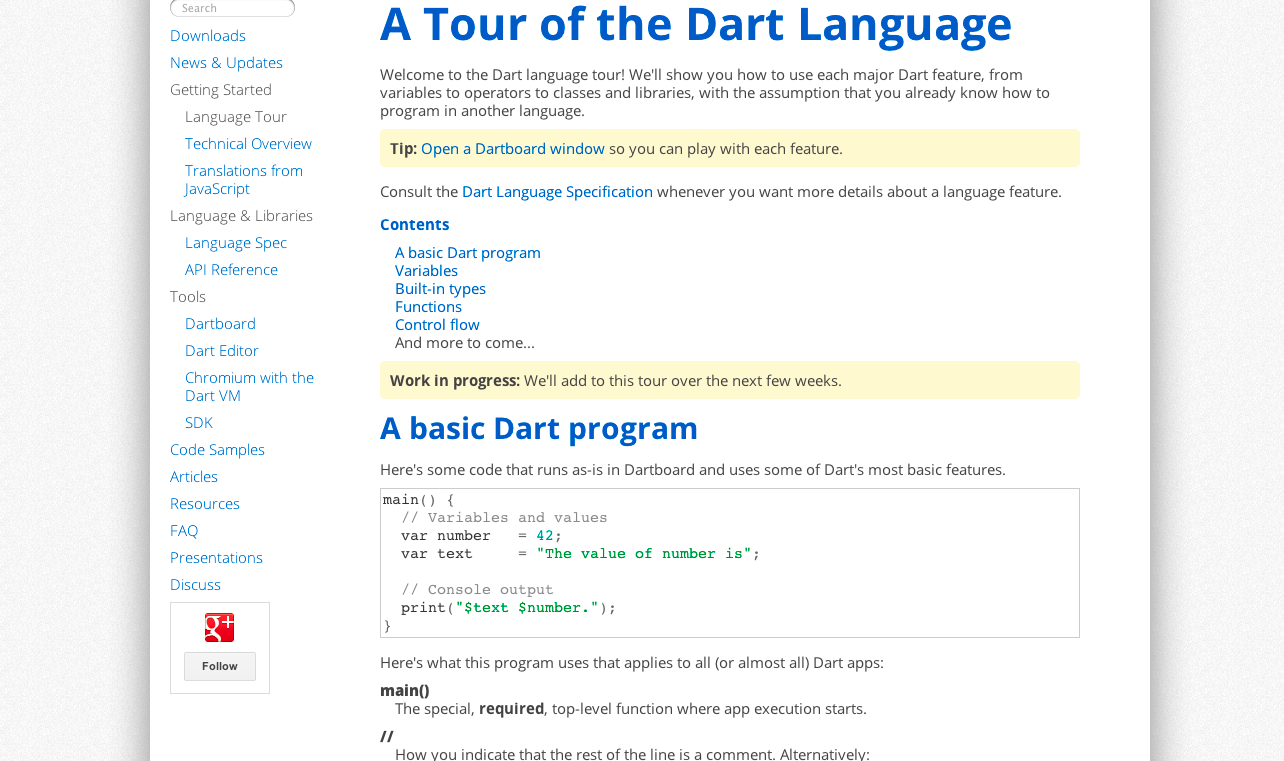 Search
Downloads
News & Updates
Getting Started
Language Tour
Technical Overview
Translations from
JavaScript
Language & Libraries
Language Spec
API Reference
Tools
Dartboard
Dart Editor
Chromium with the
Dart VM
SDK
Code Samples
Articles
Resources
FAQ
Presentations
Discuss
g+
Follow
A Tour of the Dart Language
Welcome to the Dart language tour! We'll show you how to use each major Dart feature, from
variables to operators to classes and libraries, with the assumption that you already know how to
program in another language.
Tip: Open a Dartboard window so you can play with each feature.
Consult the Dart Language Specification whenever you want more details about a language feature.
Contents
A basic Dart program
Variables
Built-in types
Functions
Control flow
And more to come...
Work in progress: We'll add to this tour over the next few weeks.
A basic Dart program
Here's some code that runs as-is in Dartboard and uses some of Dart's most basic features.
main() {
  // Variables and values
  var number   = 42;
  var text     = "The value of number is";

  // Console output
  print("$text $number.");
}
Here's what this program uses that applies to all (or almost all) Dart apps:
main()
The special, required, top-level function where app execution starts.
//
How you indicate that the rest of the line is a comment. Alternatively: